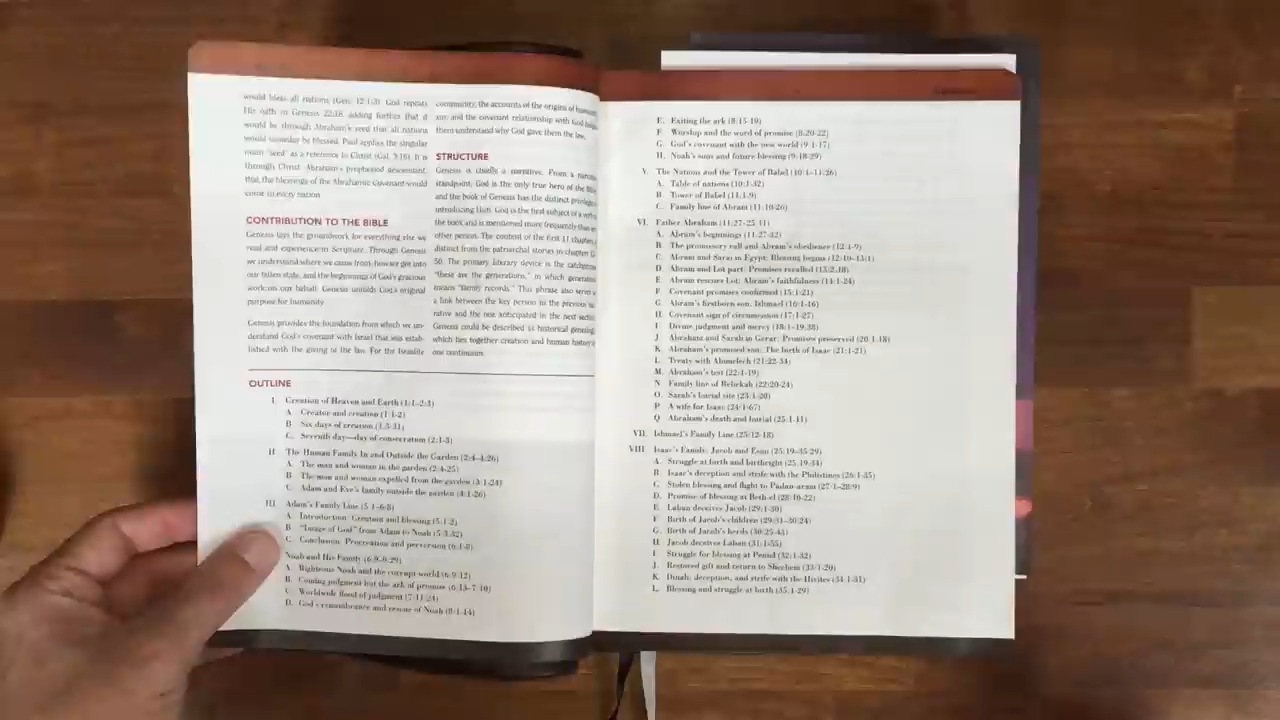 would bless all nations (Gen. 12:1-3). God repeats
His oath in Genesis 22:18, adding further that it
would be through Abraham's seed that all nations
would someday be blessed. Paul applies the singular
noun "seed" as a reference to Christ (Gal. 3:16). It is
through Christ, Abraham's prophesied descendant,
that the blessings of the Abrahamic Covenant would
come to every nation.
CONTRIBUTION TO THE BIBLE
Genesis lays the groundwork for everything else we
read and experience in Scripture. Through Genesis
we understand where we came from, how we got into
our fallen state, and the beginnings of God's gracious
work on our behalf. Genesis unfolds God's original
purpose for humanity.
Genesis provides the foundation from which we un-
derstand God's covenant with Israel that was estab-
lished with the giving of the law. For the Israelite
community, the accounts of the origins of
sin, and the covenant relationship with God
them understand why God gave them the law.
STRUCTURE
Genesis is chiefly a narrative. From a
standpoint, God is the only true hero of the
and the book of Genesis has the distinct
introducing Him. God is the first subject of a verb
the book and is mentioned more frequently than
other person. The content of the first 11 chapters
distinct from the patriarchal stories in chapters
50. The primary literary device is the
"these are the generations," in which
means "family records." This phrase also
a link between the key person in the previous
rative and the one anticipated in the next
Genesis could be described as historical
which ties together creation and human history
one continuum.
OUTLINE
I. Creation of Heaven and Earth (1:1–2:3)
A. Creator and creation (1:1-2)
B. Six days of creation (1:3-31)
C. Seventh day—day of consecration (2:1-3)
II. The Human Family In and Outside the Garden (2:4–4:26)
A. The man and woman in the garden (2:4-25)
B. The man and woman expelled from the garden (3:1-24)
C. Adam and Eve's family outside the garden (4:1-26)
III. Adam's Family Line (5:1–6:8)
A. Introduction: Creation and blessing (5:1-2)
B. "Image of God" from Adam to Noah (5:3-32)
C. Conclusion: Procreation and perversion (6:1-8)
Noah and His Family (6:9–9:29)
A. Righteous Noah and the corrupt world (6:9-12)
B. Coming judgment but the ark of promise (6:13–7:10)
C. Worldwide flood of judgment (7:11-24)
D. God's remembrance and rescue of Noah (8:1-14)
E. Exiting the ark (8:15-19)
F. Worship and the word of promise (8:20-22)
G. God's covenant with the new world (9:1-17)
H. Noah's sons and future blessing (9:18-29)
V. The Nations and the Tower of Babel (10:1–11:26)
A. Table of nations (10:1-32)
B. Tower of Babel (11:1-9)
C. Family line of Abram (11:10-26)
VI. Father Abraham (11:27–25:11)
A. Abram's beginnings (11:27-32)
B. The promissory call and Abram's obedience (12:1-9)
C. Abram and Sarai in Egypt: Blessing begins (12:10–13:1)
D. Abram and Lot part: Promises recalled (13:2-18)
E. Abram rescues Lot: Abram's faithfulness (14:1-24)
F. Covenant promises confirmed (15:1-21)
G. Abram's firstborn son, Ishmael (16:1-16)
H. Covenant sign of circumcision (17:1-27)
I. Divine judgment and mercy (18:1–19:38)
J. Abraham and Sarah in Gerar: Promises preserved (20:1-18)
K. Abraham's promised son: The birth of Isaac (21:1-21)
L. Treaty with Abimelech (21:22-34)
M. Abraham's test (22:1-19)
N. Family line of Rebekah (22:20-24)
O. Sarah's burial site (23:1-20)
P. A wife for Isaac (24:1-67)
Q. Abraham's death and burial (25:1-11)
VII. Ishmael's Family Line (25:12-18)
VIII. Isaac's Family: Jacob and Esau (25:19–35:29)
A. Struggle at birth and birthright (25:19-34)
B. Isaac's deception and strife with the Philistines (26:1-35)
C. Stolen blessing and flight to Paddan-aram (27:1–28:9)
D. Promise of blessing at Beth-el (28:10-22)
E. Laban deceives Jacob (29:1-30)
F. Birth of Jacob's children (29:31–30:24)
G. Birth of Jacob's herds (30:25-43)
H. Jacob deceives Laban (31:1-55)
I. Struggle for blessing at Peniel (32:1-32)
J. Restored gift and return to Shechem (33:1-20)
K. Dinah, deception, and strife with the Hivites (34:1-31)
L. Blessing and struggle at birth (35:1-29)